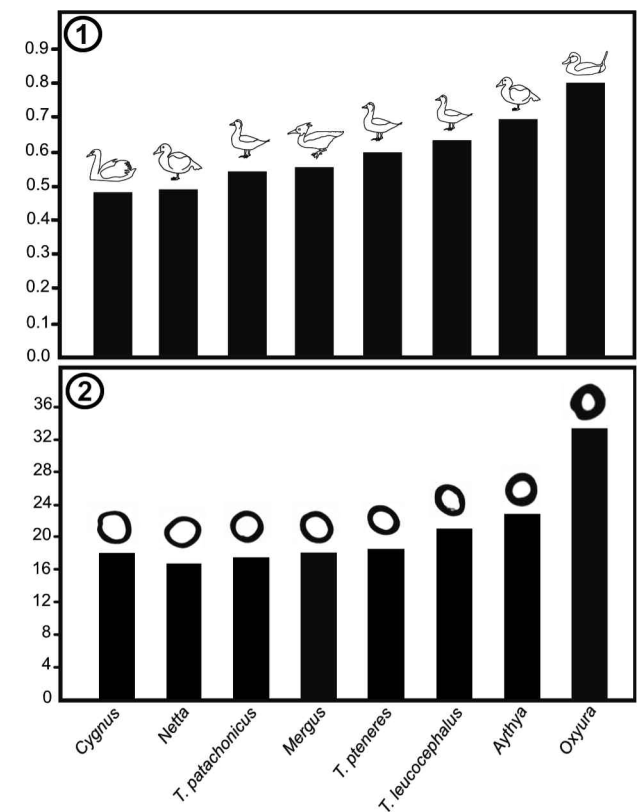 1
0.9
0.8
0.7
0.6
0.5
0.4
0.3
0.2
0.1
0.0
2
36
32
28
24
20
16
12
8
4
0
Cygnus
Netta
T. patachonicus
Mergus
T. pteneres
T. leucocephalus
Aythya
Oxyura